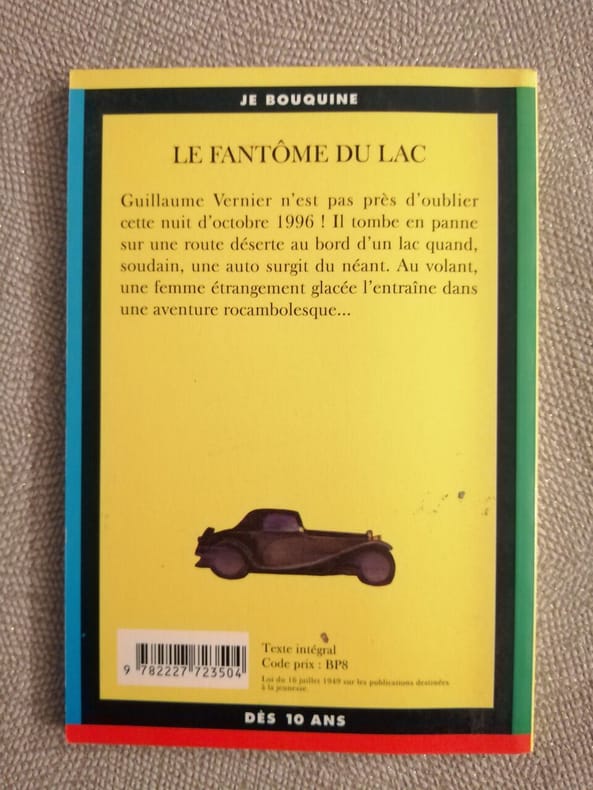 JE BOUQUINE
LE FANTÔME DU LAC
Guillaume Vernier n'est pas près d'oublier
cette nuit d'octobre 1996 ! Il tombe en panne
sur une route déserte au bord d'un lac quand,
soudain, une auto surgit du néant. Au volant,
une femme étrangement glacée l'entraîne dans
une aventure rocambolesque...
9 782227 723504
Texte intégral
Code prix : BP8
Loi du 16 juillet 1949 sur les publications destinées
à la jeunesse.
DÈS 10 ANS